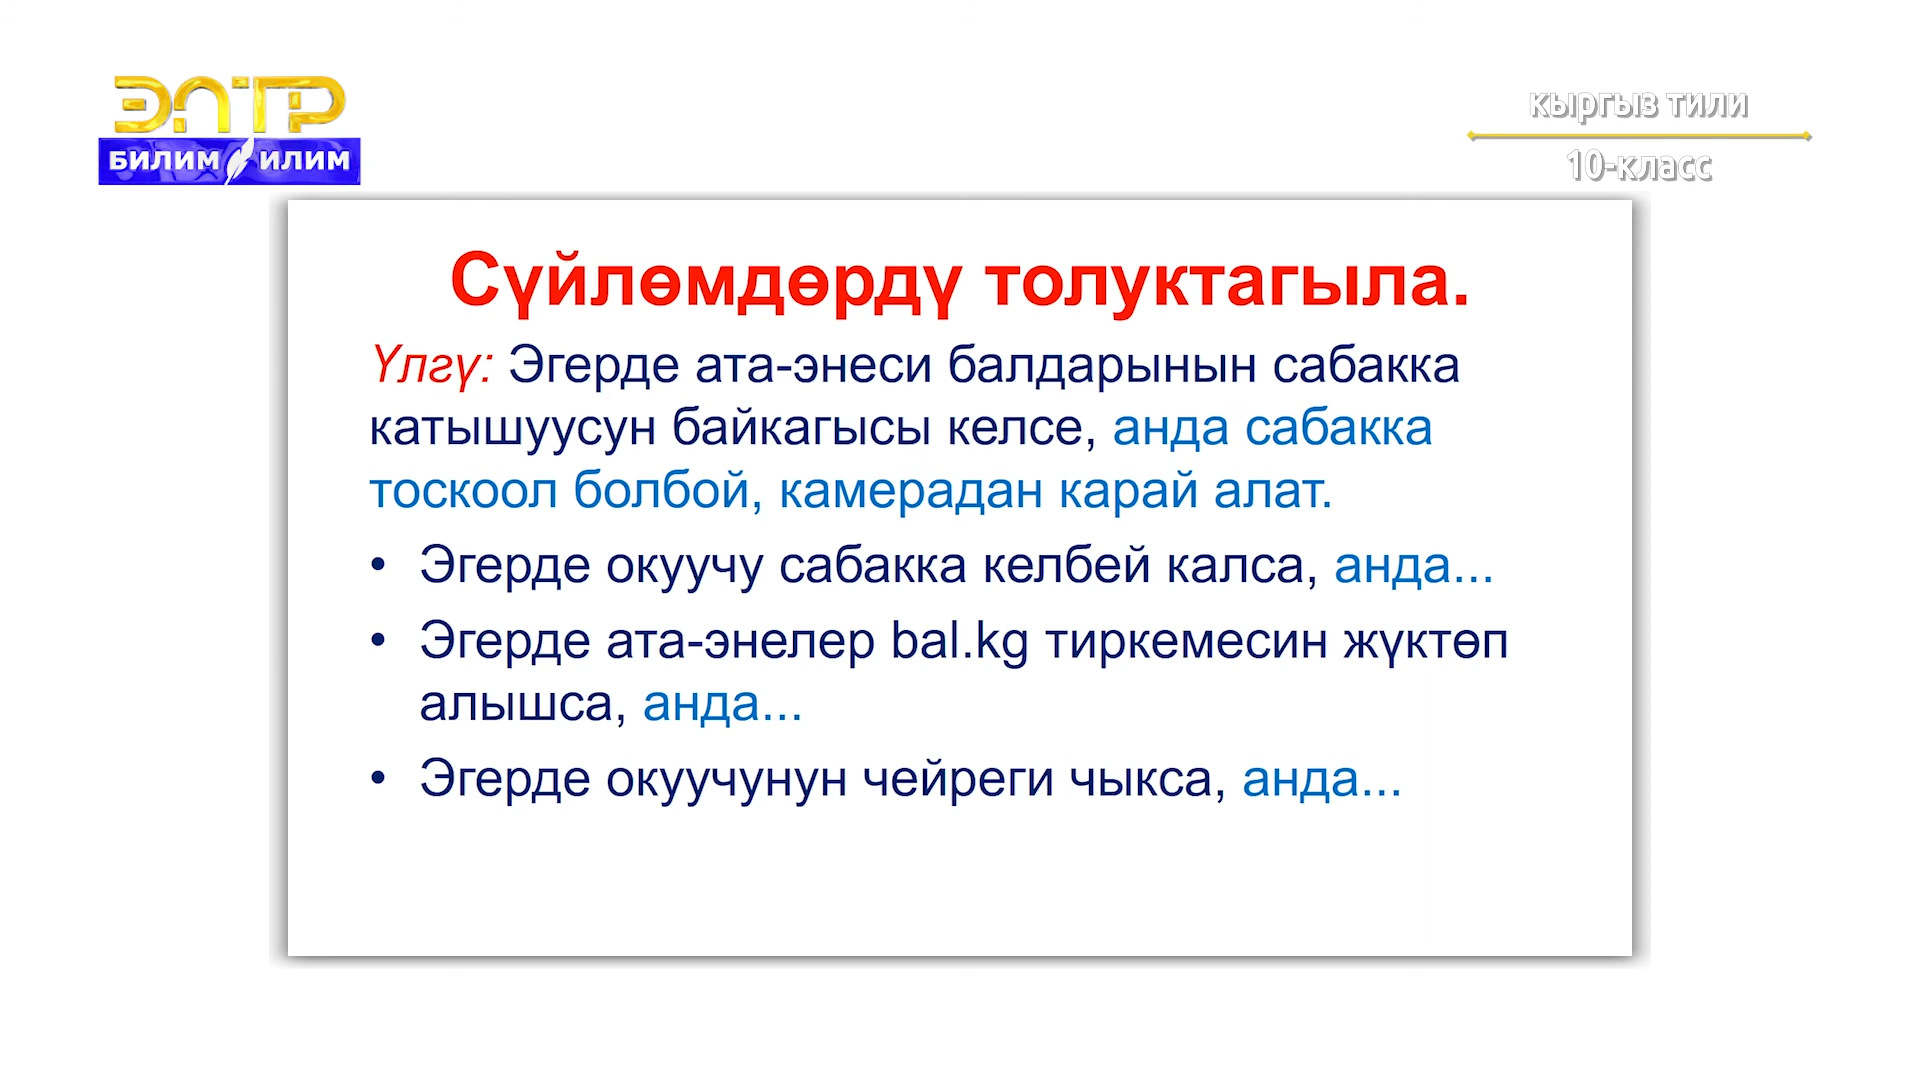 ЭЛТР
БИЛИМ ИЛИМ
кыргыз тили
10-класс
Сүйлөмдөрдү толуктагыла.
Үлгү: Эгерде ата-энеси балдарынын сабакка
катышуусун байкагысы келсе, анда сабакка
тоскоол болбой, камерадан карай алат.
• Эгерде окуучу сабакка келбей калса, анда...
• Эгерде ата-энелер bal.kg тиркемесин жүктөп
алышса, анда...
• Эгерде окуучунун чейреги чыкса, анда...